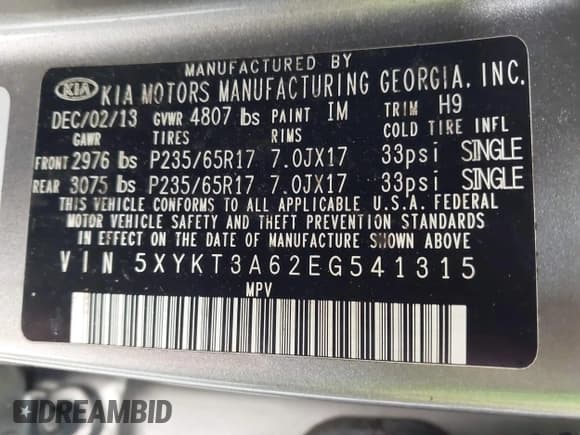 MANUFACTURED BY
KIA KIA MOTORS MANUFACTURING GEORGIA, INC.
DEC/02/13 GVWR 4807 lbs PAINT IM TRIM H9
GAWR TIRES RIMS COLD TIRE INFL
FRONT 2976 lbs P235/65R17 7.0JX17 33psi SINGLE
REAR 3075 lbs P235/65R17 7.0JX17 33psi SINGLE
THIS VEHICLE CONFORMS TO ALL APPLICABLE U.S.A. FEDERAL
MOTOR VEHICLE SAFETY AND THEFT PREVENTION STANDARDS
IN EFFECT ON THE DATE OF MANUFACTURE SHOWN ABOVE.
VIN 5XYKT3A62EG541315
MPV
DREAMBID